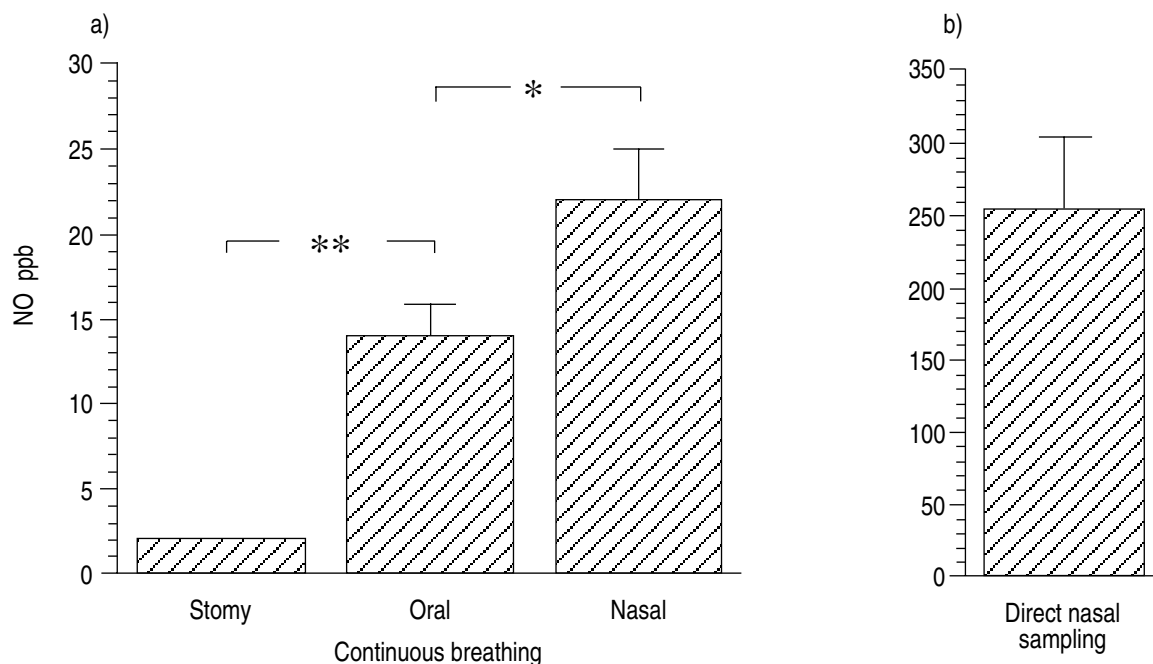 a)
30
25
20
15
10
5
0
NO ppb
*
**
Stomy
Oral
Nasal
Continuous breathing
b)
350
300
250
200
150
100
50
0
Direct nasal
sampling